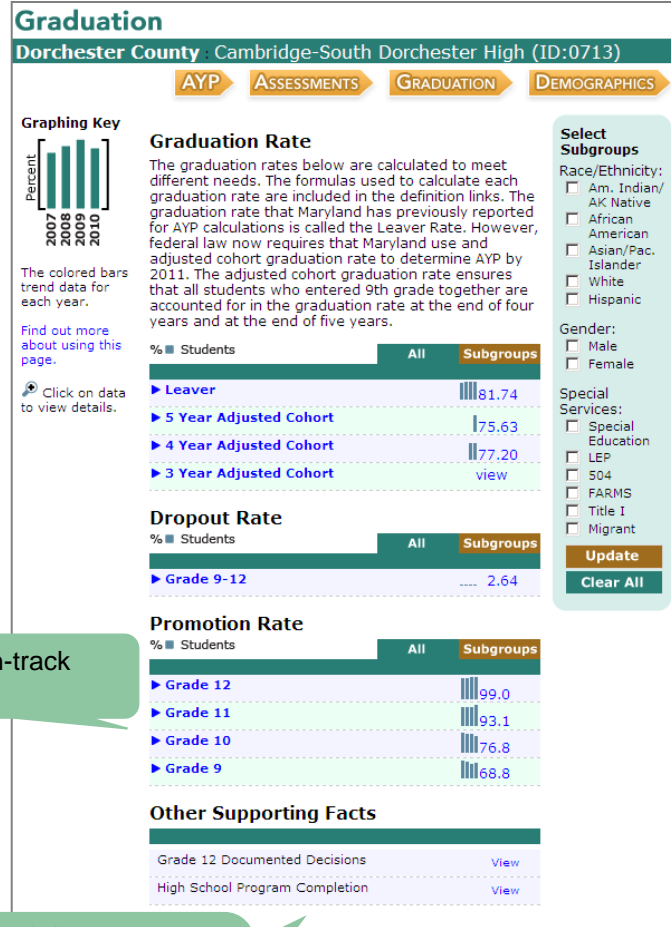 Graduation
Dorchester County : Cambridge-South Dorchester High (ID:0713)
AYP ASSESSMENTS GRADUATION DEMOGRAPHICS
Graphing Key
Percent
2007
2008
2009
2010
The colored bars
trend data for
each year.
Find out more
about using this
page.
Click on data
to view details.
Graduation Rate
The graduation rates below are calculated to meet
different needs. The formulas used to calculate each
graduation rate are included in the definition links. The
graduation rate that Maryland has previously reported
for AYP calculations is called the Leaver Rate. However,
federal law now requires that Maryland use and
adjusted cohort graduation rate to determine AYP by
2011. The adjusted cohort graduation rate ensures
that all students who entered 9th grade together are
accounted for in the graduation rate at the end of four
years and at the end of five years.
% Students All Subgroups
Leaver 81.74
5 Year Adjusted Cohort 75.63
4 Year Adjusted Cohort 77.20
3 Year Adjusted Cohort view
Dropout Rate
% Students All Subgroups
Grade 9-12 2.64
Promotion Rate
% Students All Subgroups
Grade 12 99.0
Grade 11 93.1
Grade 10 76.8
Grade 9 68.8
Other Supporting Facts
Grade 12 Documented Decisions View
High School Program Completion View
Select
Subgroups
Race/Ethnicity:
Am. Indian/
AK Native
African
American
Asian/Pac.
Islander
White
Hispanic
Gender:
Male
Female
Special
Services:
Special
Education
LEP
504
FARMS
Title I
Migrant
Update
Clear All
-track